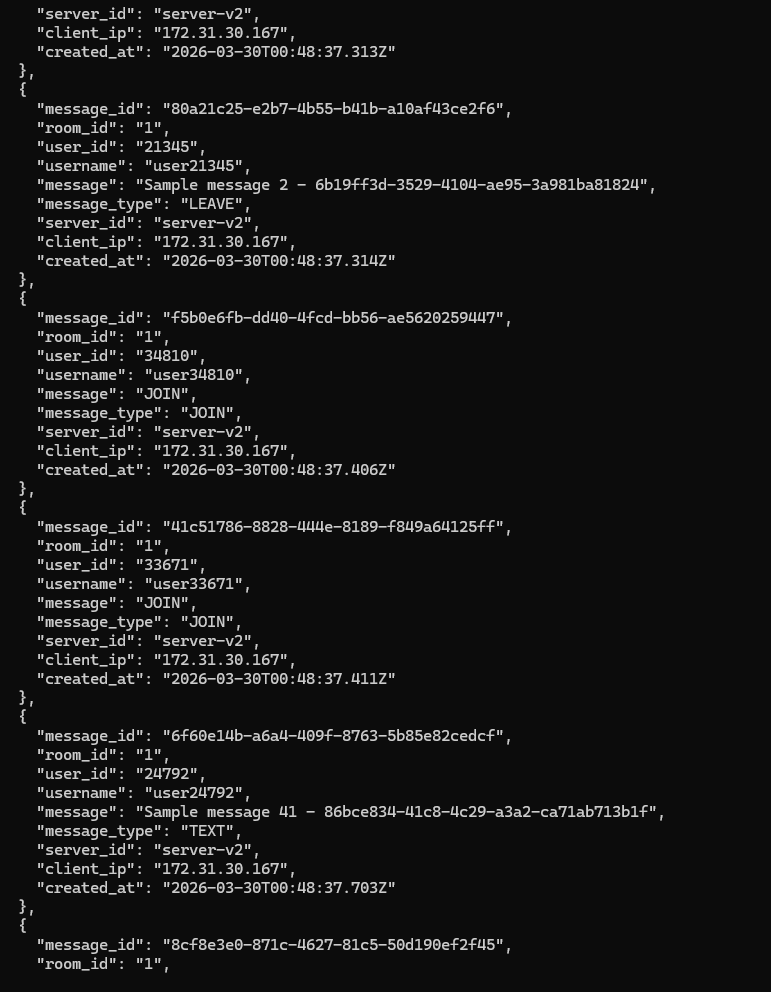 "server_id": "server-v2",
"client_ip": "172.31.30.167",
"created_at": "2026-03-30T00:48:37.313Z"
},
{
"message_id": "80a21c25-e2b7-4b55-b41b-a10af43ce2f6",
"room_id": "1",
"user_id": "21345",
"username": "user21345",
"message": "Sample message 2 - 6b19ff3d-3529-4104-ae95-3a981ba81824",
"message_type": "LEAVE",
"server_id": "server-v2",
"client_ip": "172.31.30.167",
"created_at": "2026-03-30T00:48:37.314Z"
},
{
"message_id": "f5b0e6fb-dd40-4fcd-bb56-ae5620259447",
"room_id": "1",
"user_id": "34810",
"username": "user34810",
"message": "JOIN",
"message_type": "JOIN",
"server_id": "server-v2",
"client_ip": "172.31.30.167",
"created_at": "2026-03-30T00:48:37.406Z"
},
{
"message_id": "41c51786-8828-444e-8189-f849a64125ff",
"room_id": "1",
"user_id": "33671",
"username": "user33671",
"message": "JOIN",
"message_type": "JOIN",
"server_id": "server-v2",
"client_ip": "172.31.30.167",
"created_at": "2026-03-30T00:48:37.411Z"
},
{
"message_id": "6f60e14b-a6a4-409f-8763-5b85e82cedcf",
"room_id": "1",
"user_id": "24792",
"username": "user24792",
"message": "Sample message 41 - 86bce834-41c8-4c29-a3a2-ca71ab713b1f",
"message_type": "TEXT",
"server_id": "server-v2",
"client_ip": "172.31.30.167",
"created_at": "2026-03-30T00:48:37.703Z"
},
{
"message_id": "8cf8e3e0-871c-4627-81c5-50d190ef2f45",
"room_id": "1",